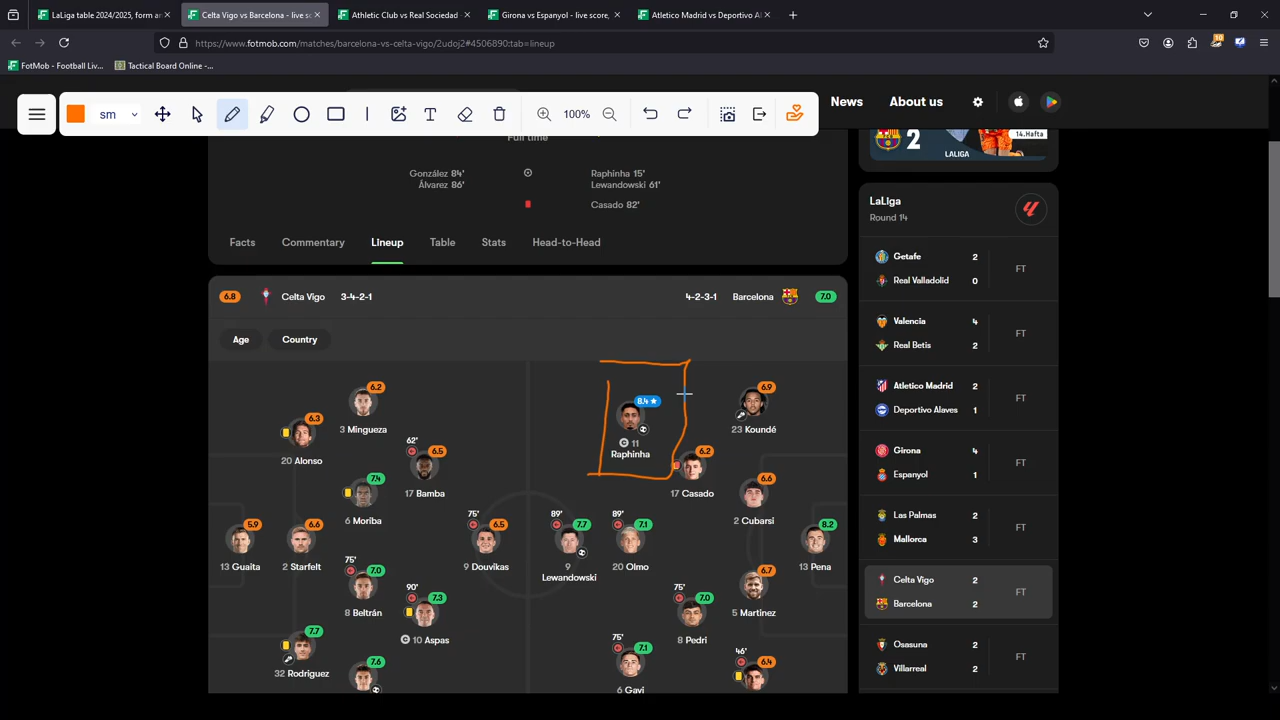 LaLiga table 2024/2025, form an
Celta Vigo vs Barcelona - live sc
Athletic Club vs Real Sociedad
Girona vs Espanyol - live score,
Atletico Madrid vs Deportivo Al
https://www.fotmob.com/matches/barcelona-vs-celta-vigo/2udoj2#4506890:tab=lineup
10
FotMob - Football Liv...
Tactical Board Online -...
sm
T
100%
News
About us
Full time
González 84'
Álvarez 86'
Raphinha 15'
Lewandowski 61'
Casado 82'
Facts
Commentary
Lineup
Table
Stats
Head-to-Head
6.8
Celta Vigo
3-4-2-1
4-2-3-1
Barcelona
7.0
Age
Country
6.2
3 Mingueza
6.3
20 Alonso
62'
6.5
17 Bamba
7.4
6 Moriba
5.9
13 Guaita
6.6
2 Starfelt
75'
6.5
9 Douvikas
75'
7.0
8 Beltrán
90'
7.3
C 10 Aspas
7.7
32 Rodriguez
7.6
8.4
C 11
Raphinha
6.9
23 Koundé
6.2
17 Casado
6.6
2 Cubarsí
89'
7.7
9
Lewandowski
89'
7.1
20 Olmo
8.2
13 Pena
6.7
5 Martínez
75'
7.0
8 Pedri
75'
7.1
6 Gavi
46'
6.4
2
LALIGA
14.Hafta
LaLiga
Round 14
Getafe 2
Real Valladolid 0
FT
Valencia 4
Real Betis 2
FT
Atletico Madrid 2
Deportivo Alaves 1
FT
Girona 4
Espanyol 1
FT
Las Palmas 2
Mallorca 3
FT
Celta Vigo 2
Barcelona 2
FT
Osasuna 2
Villarreal 2
FT